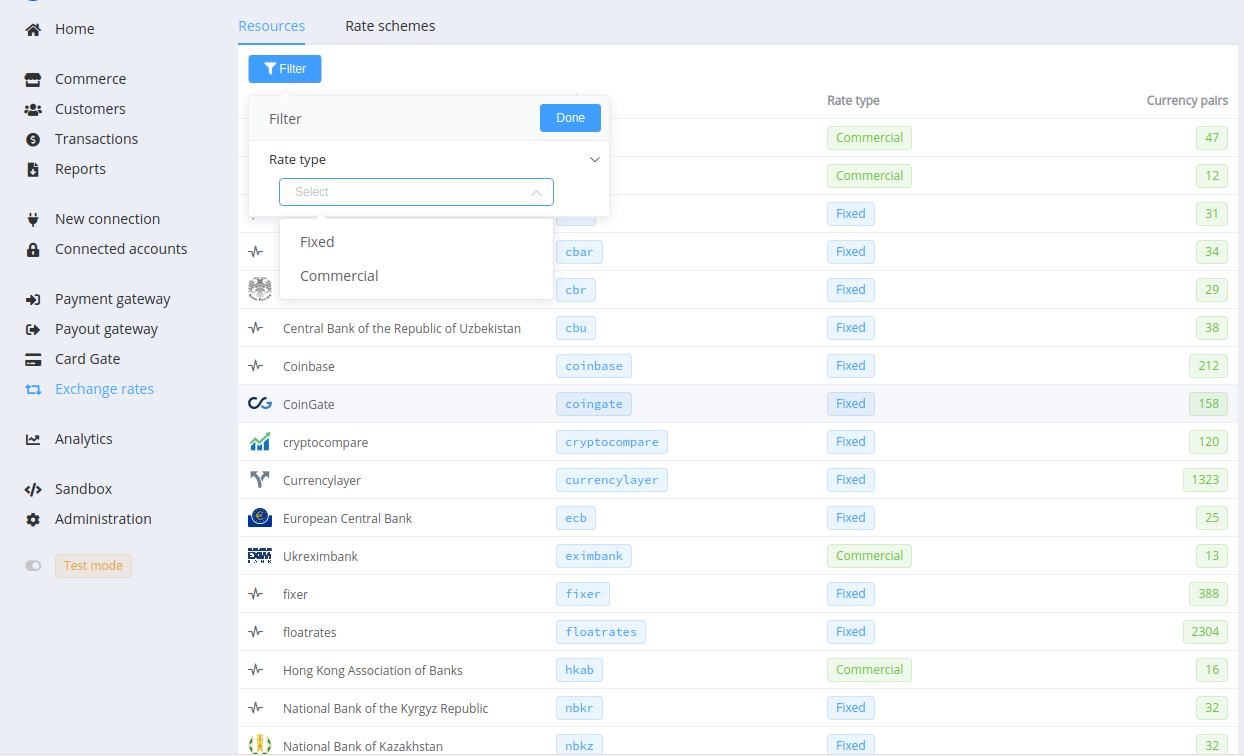 Home
Commerce
Customers
Transactions
Reports
New connection
Connected accounts
Payment gateway
Payout gateway
Card Gate
Exchange rates
Analytics
Sandbox
Administration
Test mode
Resources Rate schemes
Filter
Rate type Currency pairs
Filter Done
Rate type
Select
Fixed
Commercial
Commercial 47
Commercial 12
Fixed 31
cbar Fixed 34
cbr Fixed 29
Central Bank of the Republic of Uzbekistan cbu Fixed 38
Coinbase coinbase Fixed 212
CoinGate coingate Fixed 158
cryptocompare cryptocompare Fixed 120
Currencylayer currencylayer Fixed 1323
European Central Bank ecb Fixed 25
EXIM BANK Ukreximbank eximbank Commercial 13
fixer fixer Fixed 388
floatrates floatrates Fixed 2304
Hong Kong Association of Banks hkab Commercial 16
National Bank of the Kyrgyz Republic nbkr Fixed 32
National Bank of Kazakhstan nbkz Fixed 32